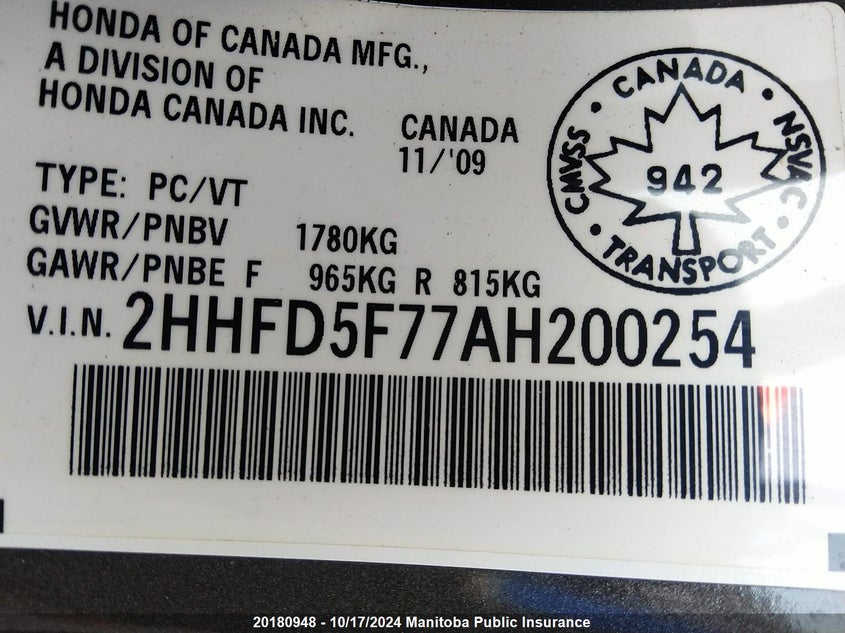 HONDA OF CANADA MFG.,
A DIVISION OF
HONDA CANADA INC. CANADA
11/'09
TYPE: PC/VT
GVWR/PNBV 1780KG
GAWR/PNBE F 965KG R 815KG
V.I.N. 2HHFD5F77AH200254
• CANADA •
CMVSS 942 NSVAC
• TRANSPORT •
20180948 - 10/17/2024 Manitoba Public Insurance